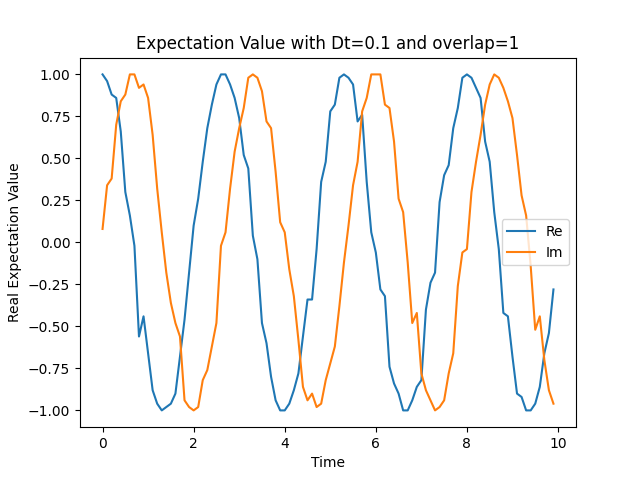 Expectation Value with Dt=0.1 and overlap=1
1.00
0.75
0.50
0.25
0.00
−0.25
−0.50
−0.75
−1.00
Real Expectation Value
Re
Im
0 2 4 6 8 10
Time